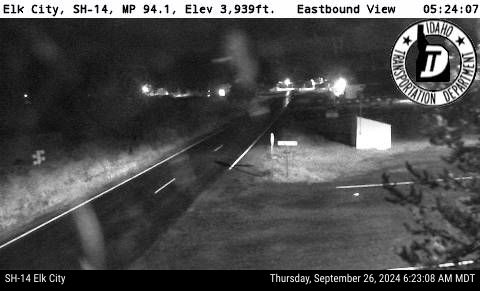 Elk City, SH-14, MP 94.1, Elev 3,939ft. Eastbound View 05:24:07
IDAHO
TRANSPORTATION DEPARTMENT
SH-14 Elk City Thursday, September 26, 2024 6:23:08 AM MDT